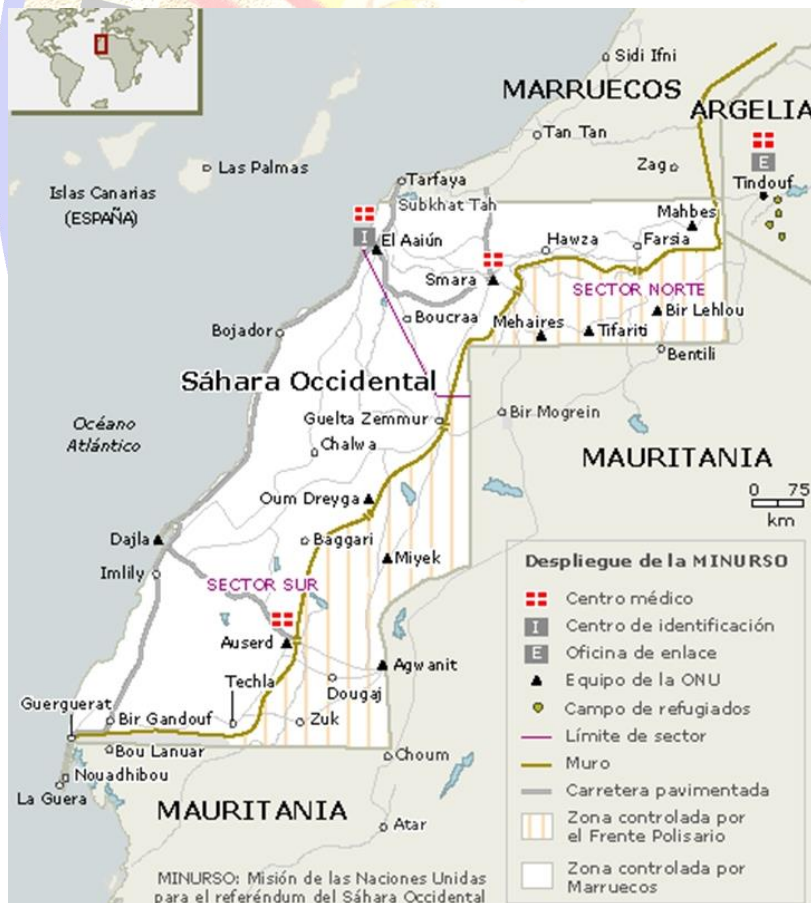 Sidi Ifni
MARRUECOS
ARGELIA
Tan Tan
Las Palmas
Zag
E
Islas Canarias
(ESPAÑA)
Tarfaya
Tindouf
Subkhat Tah
Mahbes
I
El Aaiún
Hawza
Farsia
Smara
SECTOR NORTE
Boucraa
Mehaires
Bir Lehlou
Tifariti
Bojador
Bentili
Sáhara Occidental
Océano
Atlántico
Guelta Zemmur
Bir Mogrein
Chalwa
MAURITANIA
Oum Dreyga
0 75
km
Dajla
Baggari
Miyek
Imlily
SECTOR SUR
Auserd
Agwanit
Techla
Dougaj
Guerguerat
Bir Gandouf
Zuk
Bou Lanuar
Choum
Nouadhibou
La Guera
MAURITANIA
Atar
MINURSO: Misión de las Naciones Unidas
para el referéndum del Sáhara Occidental
Despliegue de la MINURSO
Centro médico
I Centro de identificación
E Oficina de enlace
Equipo de la ONU
Campo de refugiados
Límite de sector
Muro
Carretera pavimentada
Zona controlada por
el Frente Polisario
Zona controlada por
Marruecos